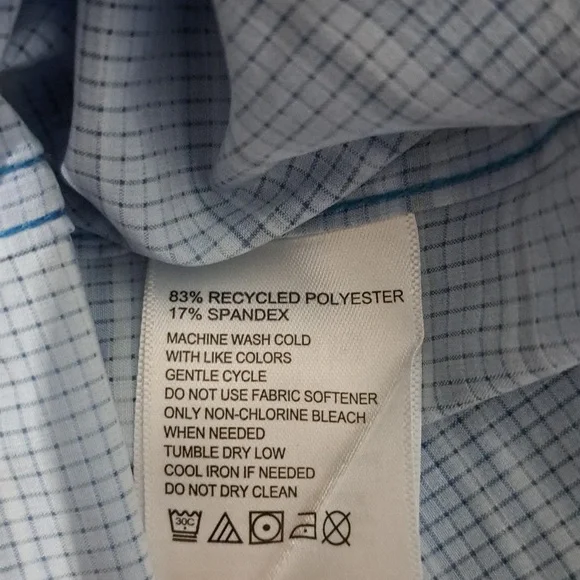 83% RECYCLED POLYESTER
17% SPANDEX
MACHINE WASH COLD
WITH LIKE COLORS
GENTLE CYCLE
DO NOT USE FABRIC SOFTENER
ONLY NON-CHLORINE BLEACH
WHEN NEEDED
TUMBLE DRY LOW
COOL IRON IF NEEDED
DO NOT DRY CLEAN
30C